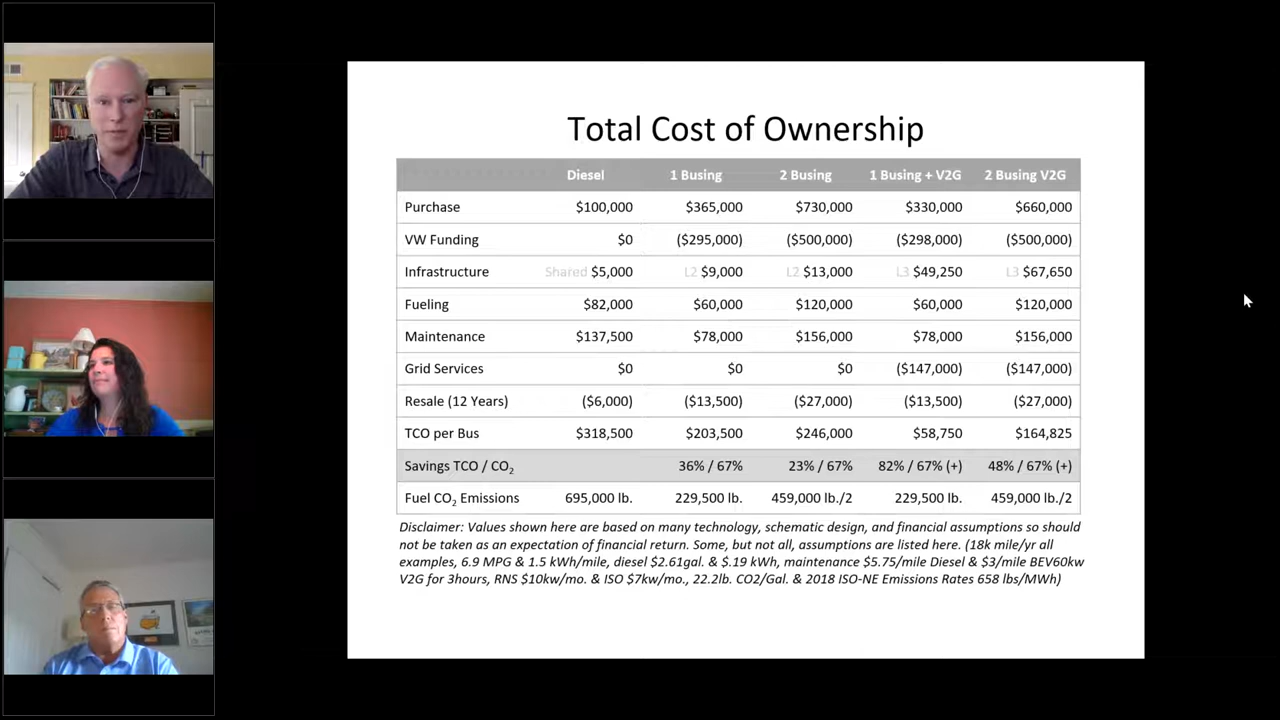 Total Cost of Ownership
Diesel 1 Busing 2 Busing 1 Busing + V2G 2 Busing V2G
Purchase $100,000 $365,000 $730,000 $330,000 $660,000
VW Funding $0 ($295,000) ($500,000) ($298,000) ($500,000)
Infrastructure Shared $5,000 L2 $9,000 L2 $13,000 L3 $49,250 L3 $67,650
Fueling $82,000 $60,000 $120,000 $60,000 $120,000
Maintenance $137,500 $78,000 $156,000 $78,000 $156,000
Grid Services $0 $0 $0 ($147,000) ($147,000)
Resale (12 Years) ($6,000) ($13,500) ($27,000) ($13,500) ($27,000)
TCO per Bus $318,500 $203,500 $246,000 $58,750 $164,825
Savings TCO / CO₂ 36% / 67% 23% / 67% 82% / 67% (+) 48% / 67% (+)
Fuel CO₂ Emissions 695,000 lb. 229,500 lb. 459,000 lb./2 229,500 lb. 459,000 lb./2
Disclaimer: Values shown here are based on many technology, schematic design, and financial assumptions so should
not be taken as an expectation of financial return. Some, but not all, assumptions are listed here. (18k mile/yr all
examples, 6.9 MPG & 1.5 kWh/mile, diesel $2.61gal. & $.19 kWh, maintenance $5.75/mile Diesel & $3/mile BEV60kw
V2G for 3hours, RNS $10kw/mo. & ISO $7kw/mo., 22.2lb. CO2/Gal. & 2018 ISO-NE Emissions Rates 658 lbs/MWh)